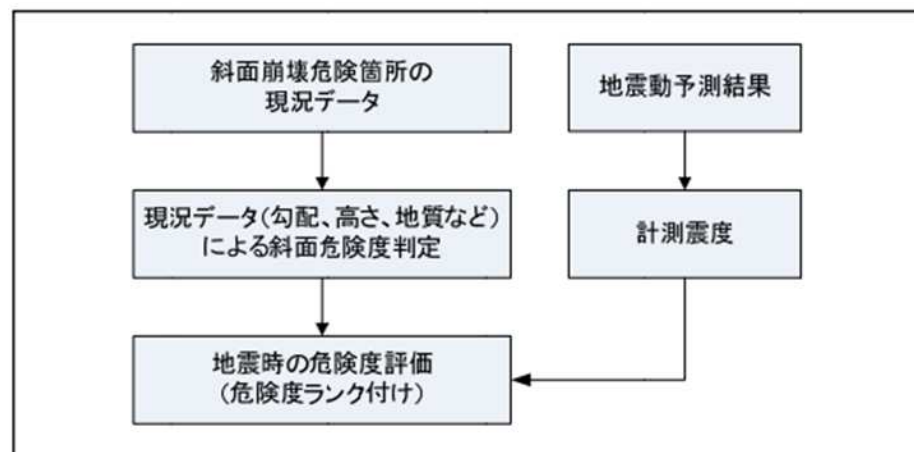 斜面崩壊危険箇所の
現況データ
地震動予測結果
現況データ(勾配、高さ、地質など)
による斜面危険度判定
計測震度
地震時の危険度評価
(危険度ランク付け)